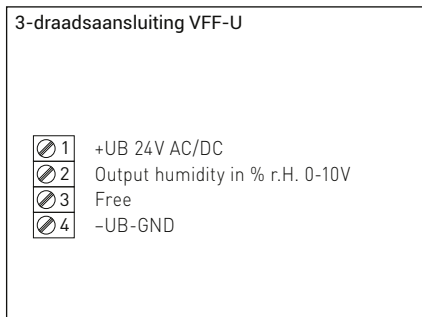 3-draadsaansluiting VFF-U
1 +UB 24V AC/DC
2 Output humidity in % r.H. 0-10V
3 Free
4 –UB-GND